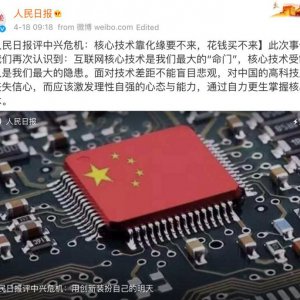 人民日报
4-18 09:18 来自 微博 weibo.com
民日报评中兴危机：核心技术靠化缘要不来，花钱买不来】此次事
们再次认识到：互联网核心技术是我们最大的“命门”，核心技术受
是我们最大的隐患。面对技术差距不能盲目悲观，对中国的高科技
失信心，而应该激发理性自强的心态与能力，通过自力更生掌握核
人民日报
民日报评中兴危机：用创新装扮自己的明天